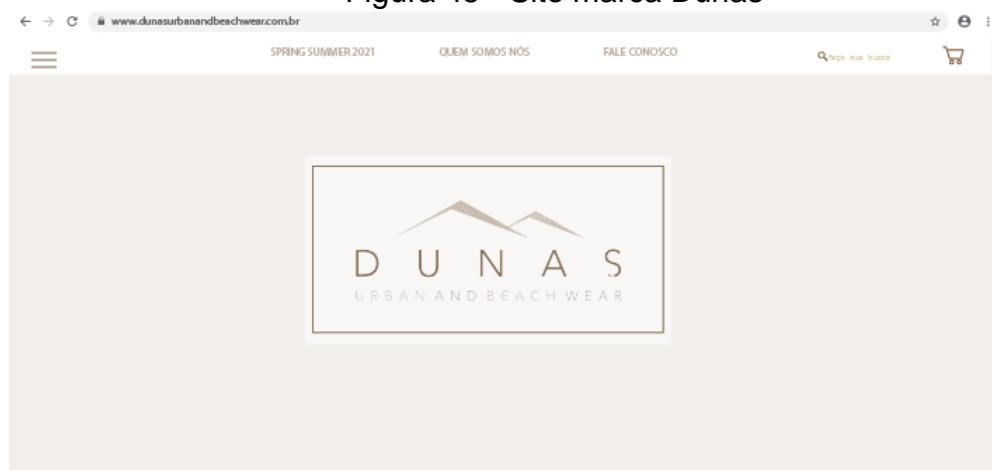 Figura - Site marca Dunas
www.dunasurbanandbeachwear.com.br
SPRING SUMMER 2021 QUEM SOMOS NÓS FALE CONOSCO faça sua busca
DUNAS
URBAN AND BEACH WEAR